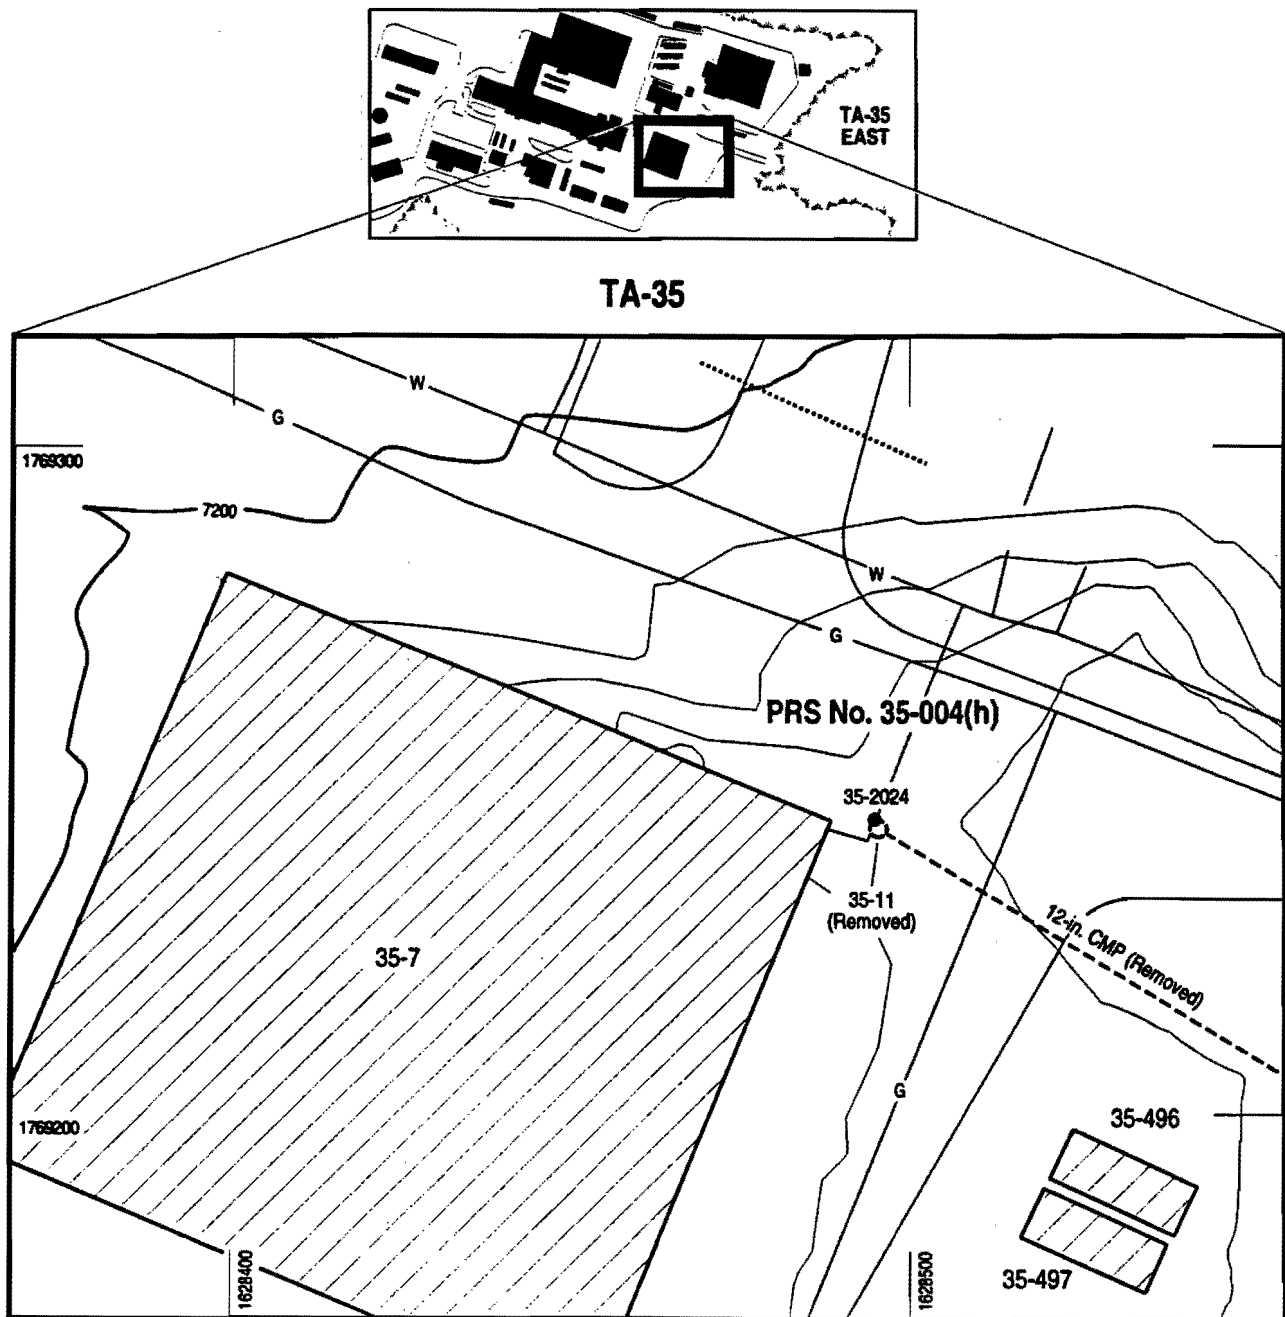 TA-35
EAST
TA-35
W
G
1769300
7200
W
G
PRS No. 35-004(h)
35-2024
35-11
(Removed)
12-in. CMP (Removed)
35-7
G
1769200
35-496
35-497
1628400
1628500